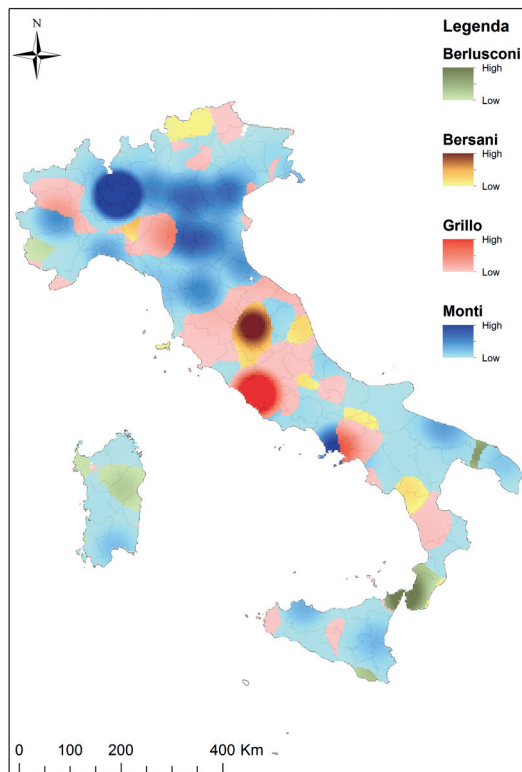 N
Legenda
Berlusconi
High
Low
Bersani
High
Low
Grillo
High
Low
Monti
High
Low
0 100 200 400 Km